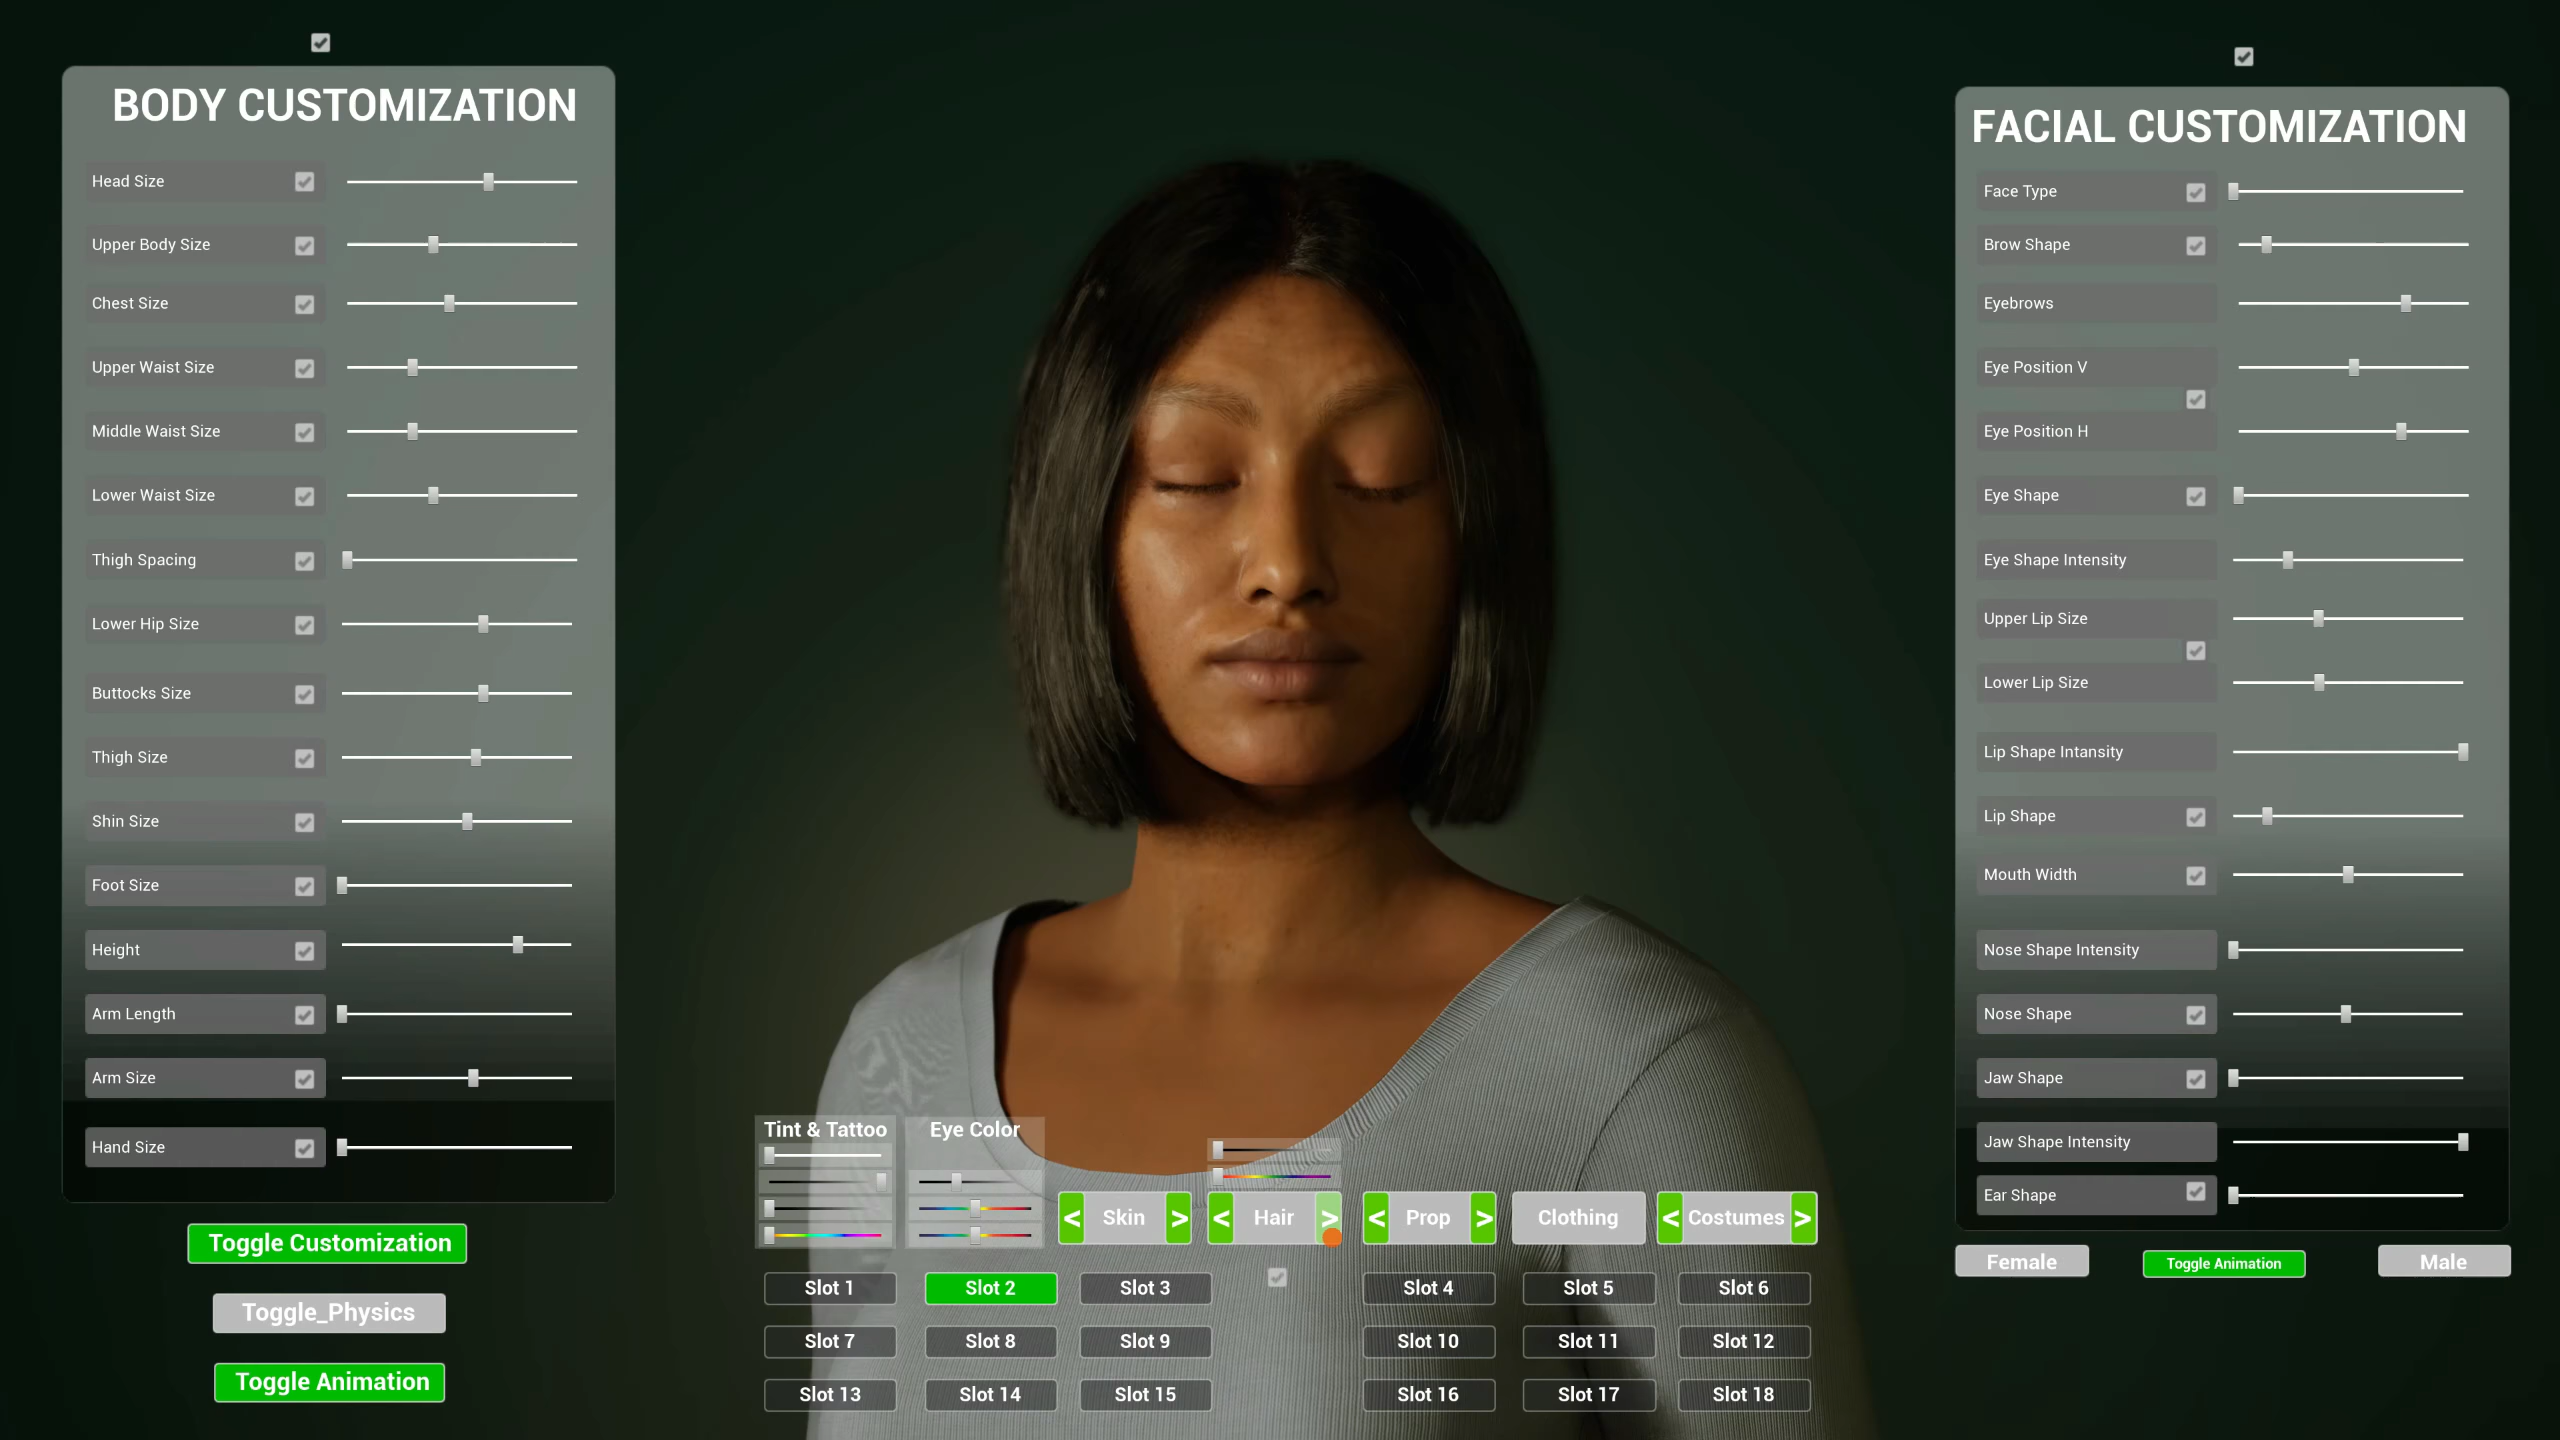 BODY CUSTOMIZATION
Head Size
Upper Body Size
Chest Size
Upper Waist Size
Middle Waist Size
Lower Waist Size
Thigh Spacing
Lower Hip Size
Buttocks Size
Thigh Size
Shin Size
Foot Size
Height
Arm Length
Arm Size
Hand Size
Toggle Customization
Toggle_Physics
Toggle Animation
Tint & Tattoo
Eye Color
< Skin >
< Hair >
< Prop >
Clothing
< Costumes >
Slot 1
Slot 2
Slot 3
Slot 4
Slot 5
Slot 6
Slot 7
Slot 8
Slot 9
Slot 10
Slot 11
Slot 12
Slot 13
Slot 14
Slot 15
Slot 16
Slot 17
Slot 18
FACIAL CUSTOMIZATION
Face Type
Brow Shape
Eyebrows
Eye Position V
Eye Position H
Eye Shape
Eye Shape Intensity
Upper Lip Size
Lower Lip Size
Lip Shape Intansity
Lip Shape
Mouth Width
Nose Shape Intensity
Nose Shape
Jaw Shape
Jaw Shape Intensity
Ear Shape
Female
Toggle Animation
Male